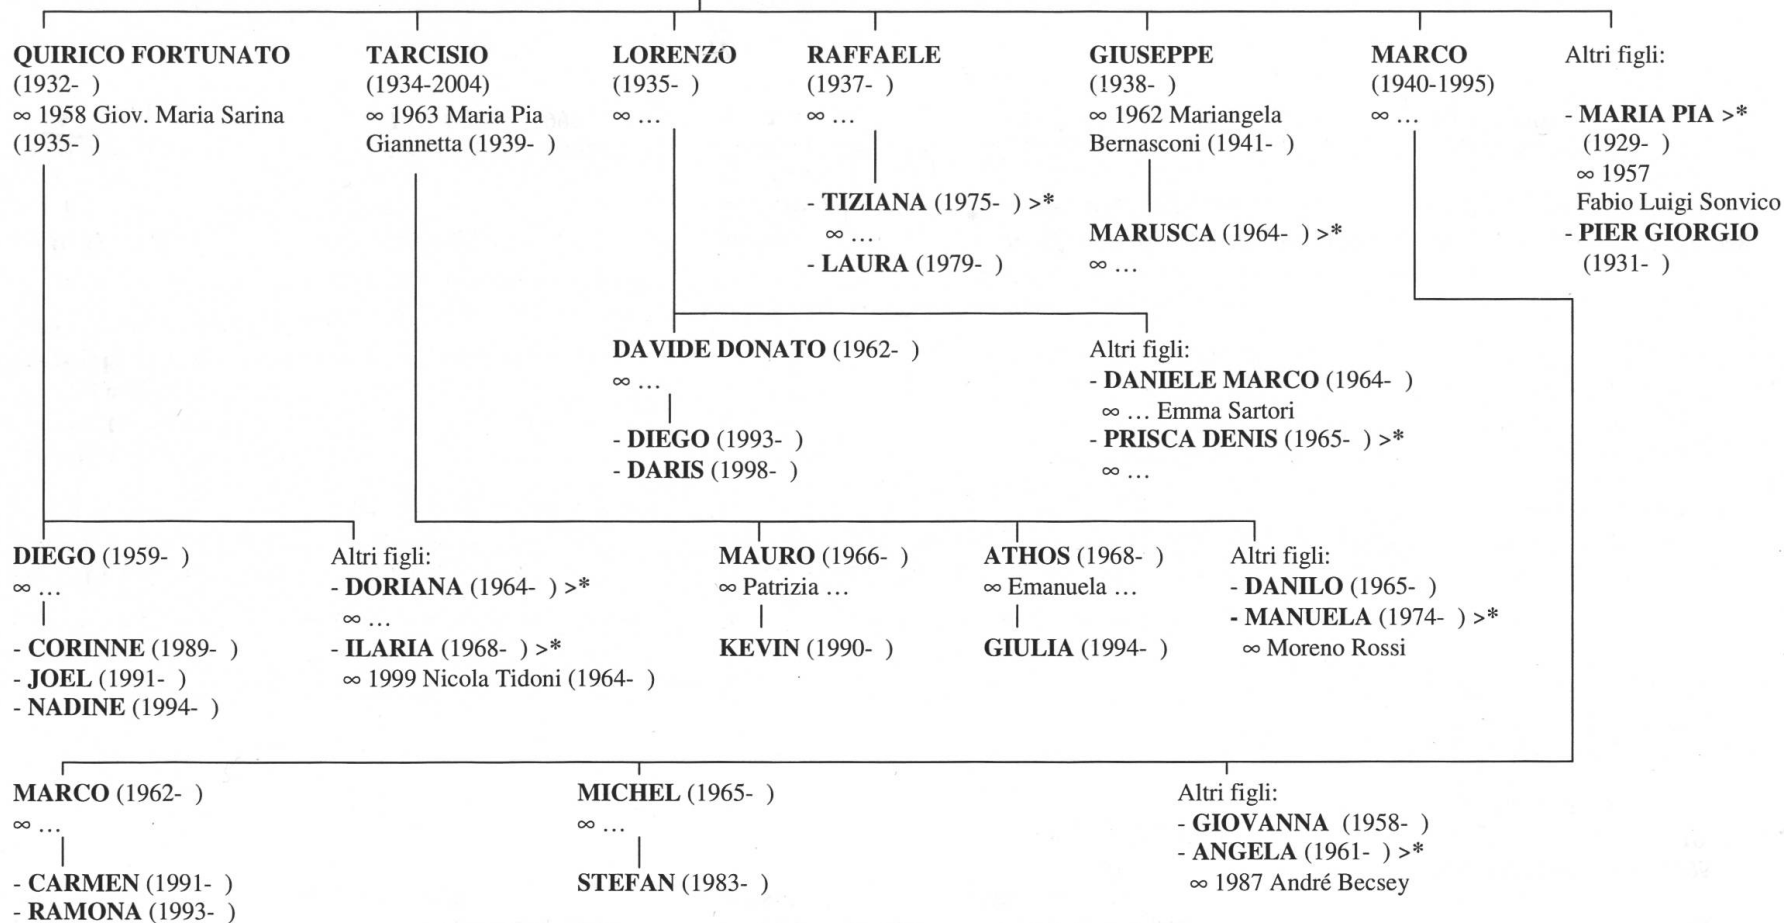 QUIRICO FORTUNATO
(1932- )
∞ 1958 Giov. Maria Sarina
(1935- )
TARCISIO
(1934-2004)
∞ 1963 Maria Pia
Giannetta (1939- )
LORENZO
(1935- )
∞ …
RAFFAELE
(1937- )
∞ …
- TIZIANA (1975- ) >*
∞ …
- LAURA (1979- )
GIUSEPPE
(1938- )
∞ 1962 Mariangela
Bernasconi (1941- )
MARUSCA (1964- ) >*
∞ …
MARCO
(1940-1995)
∞ …
Altri figli:
- MARIA PIA >*
(1929- )
∞ 1957
Fabio Luigi Sonvico
- PIER GIORGIO
(1931- )
DAVIDE DONATO (1962- )
∞ …
- DIEGO (1993- )
- DARIS (1998- )
Altri figli:
- DANIELE MARCO (1964- )
∞ … Emma Sartori
- PRISCA DENIS (1965- ) >*
∞ …
DIEGO (1959- )
∞ …
- CORINNE (1989- )
- JOEL (1991- )
- NADINE (1994- )
Altri figli:
- DORIANA (1964- ) >*
∞ …
- ILARIA (1968- ) >*
∞ 1999 Nicola Tidoni (1964- )
MAURO (1966- )
∞ Patrizia …
KEVIN (1990- )
ATHOS (1968- )
∞ Emanuela …
GIULIA (1994- )
Altri figli:
- DANILO (1965- )
- MANUELA (1974- ) >*
∞ Moreno Rossi
MARCO (1962- )
∞ …
- CARMEN (1991- )
- RAMONA (1993- )
MICHEL (1965- )
∞ …
STEFAN (1983- )
Altri figli:
- GIOVANNA (1958- )
- ANGELA (1961- ) >*
∞ 1987 André Becsey